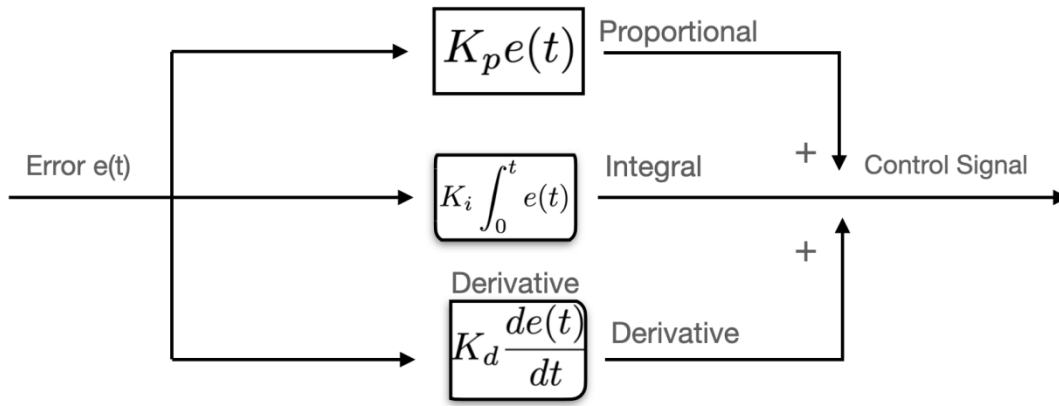 K_p e(t)
Proportional
Error e(t)
K_i ∫_0^t e(t)
Integral
+
Control Signal
+
Derivative
K_d de(t)/dt
Derivative